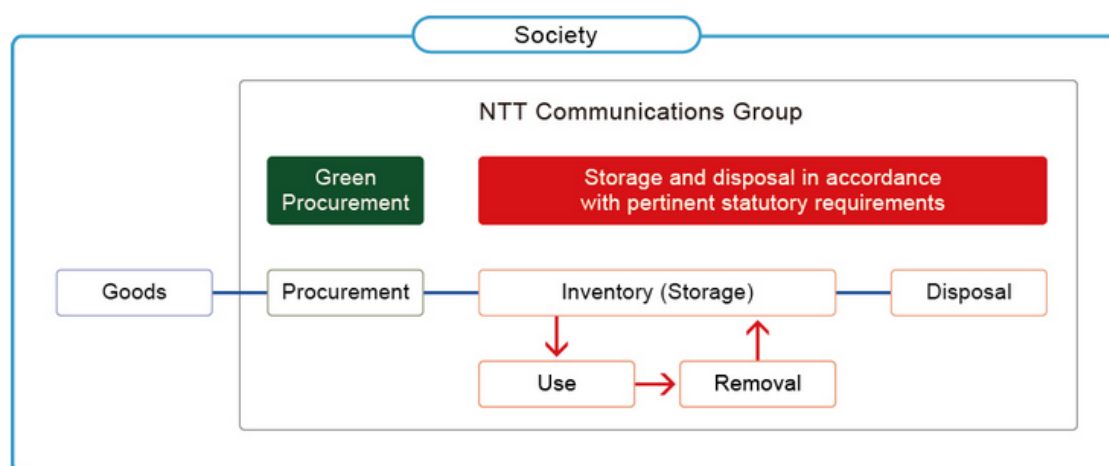 Society
NTT Communications Group
Green
Procurement
Storage and disposal in accordance
with pertinent statutory requirements
Goods
Procurement
Inventory (Storage)
Disposal
Use
Removal